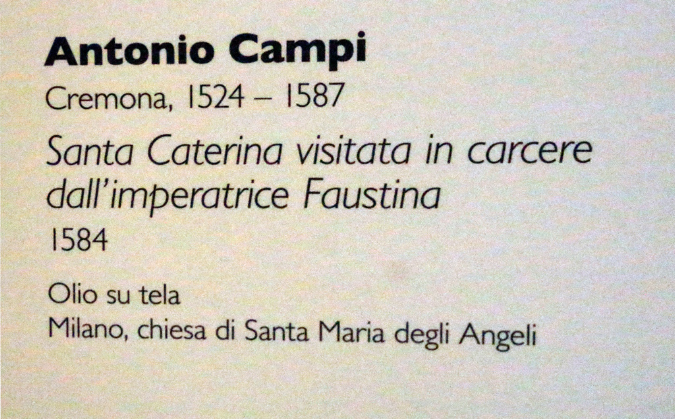 Antonio Campi
Cremona, 1524 – 1587
Santa Caterina visitata in carcere
dall'imperatrice Faustina
1584
Olio su tela
Milano, chiesa di Santa Maria degli Angeli